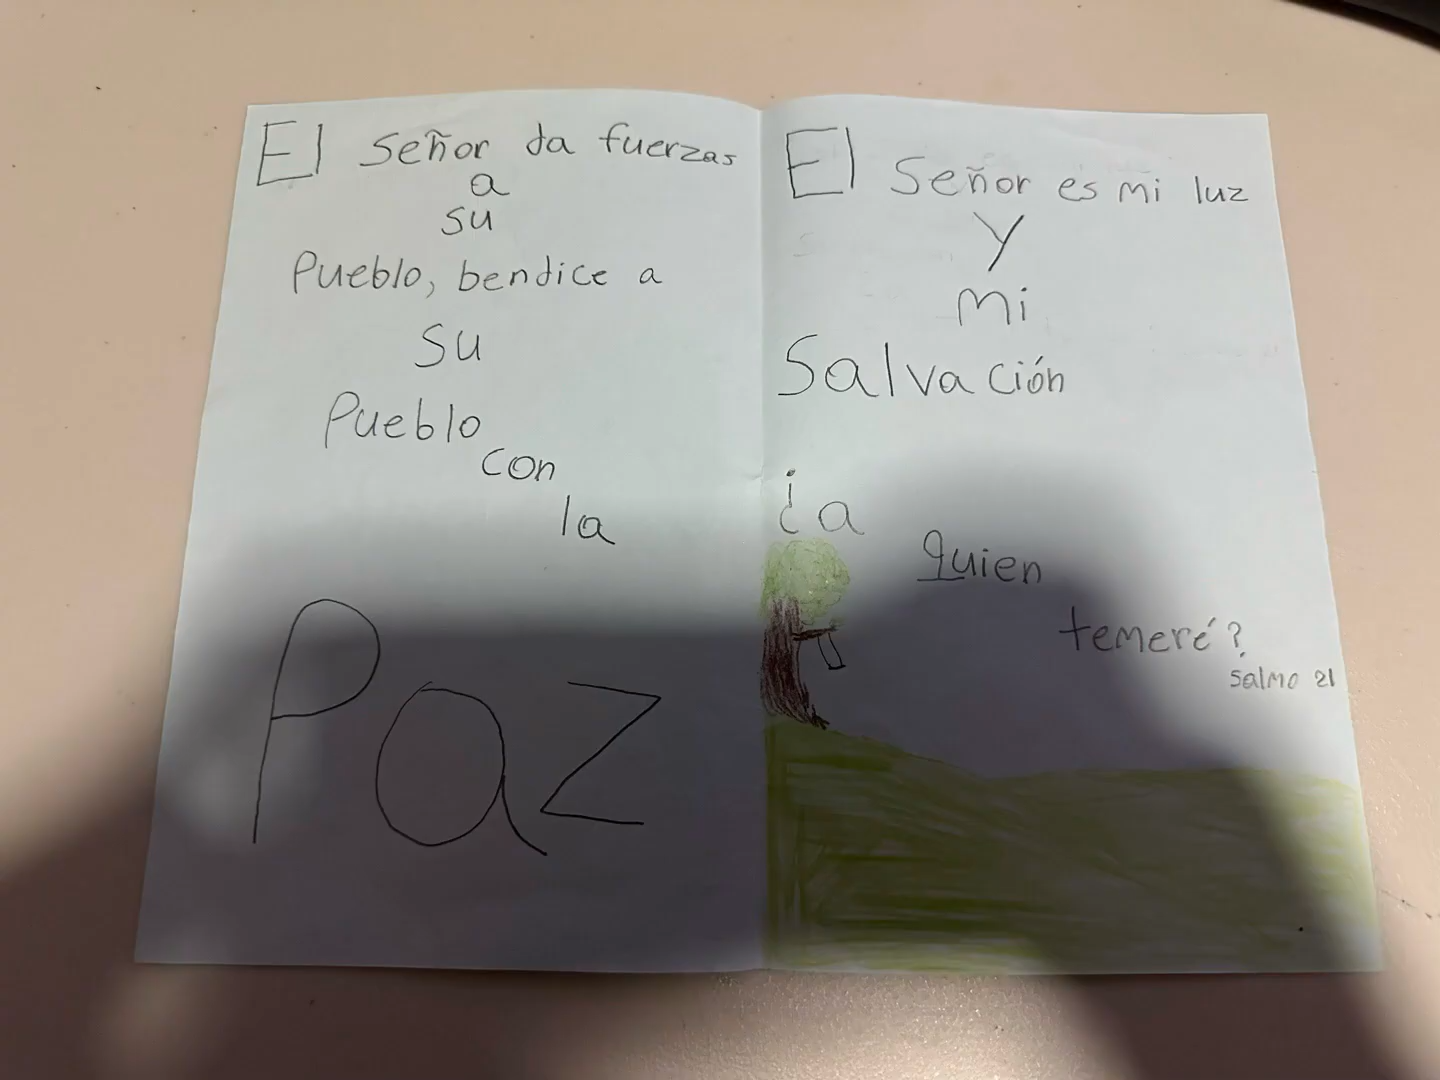 El Señor da fuerzas
a
su
Pueblo, bendice a
su
Pueblo
con
la
Paz
El Señor es mi luz
Y
mi
Salvación
¿a
quien
temeré?
Salmo 21